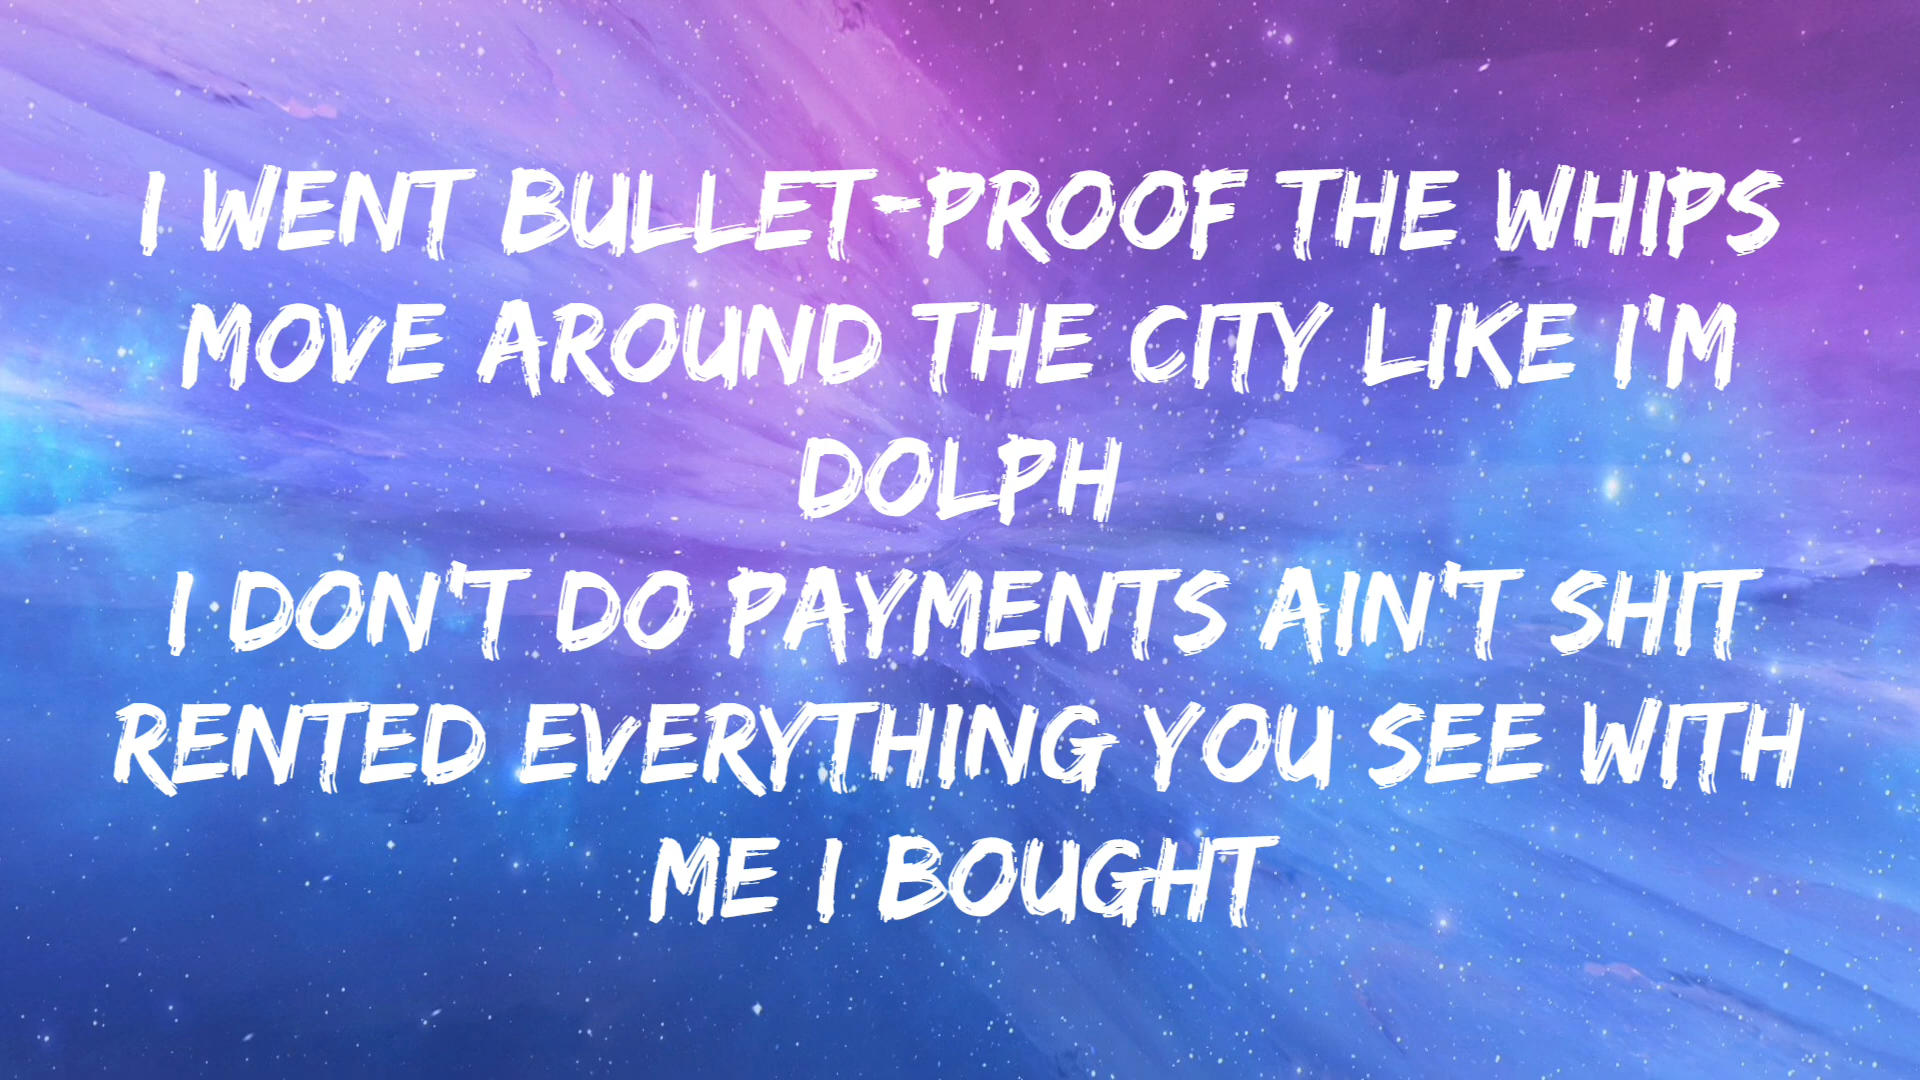 I WENT BULLET-PROOF THE WHIPS
MOVE AROUND THE CITY LIKE I'M
DOLPH
I DON'T DO PAYMENTS AIN'T SHIT
RENTED EVERYTHING YOU SEE WITH
ME I BOUGHT